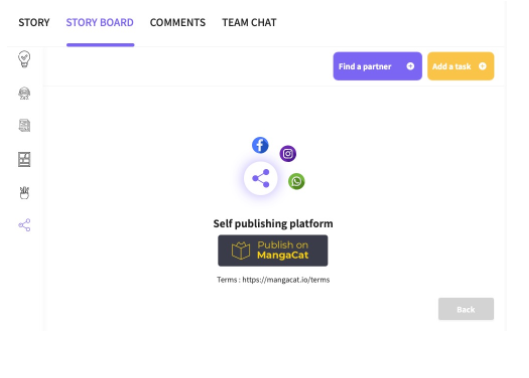 STORY STORY BOARD COMMENTS TEAM CHAT
Find a partner Add a task
Self publishing platform
Publish on
MangaCat
Terms : https://mangacat.io/terms
Back